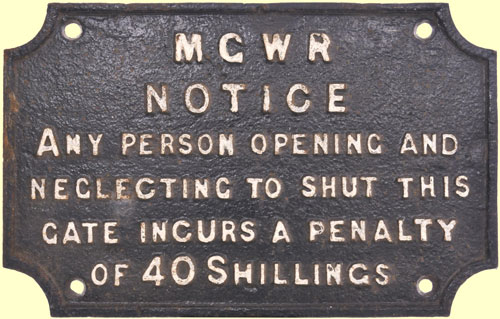 MGWR
NOTICE
ANY PERSON OPENING AND
NEGLECTING TO SHUT THIS
GATE INCURS A PENALTY
OF 40 SHILLINGS